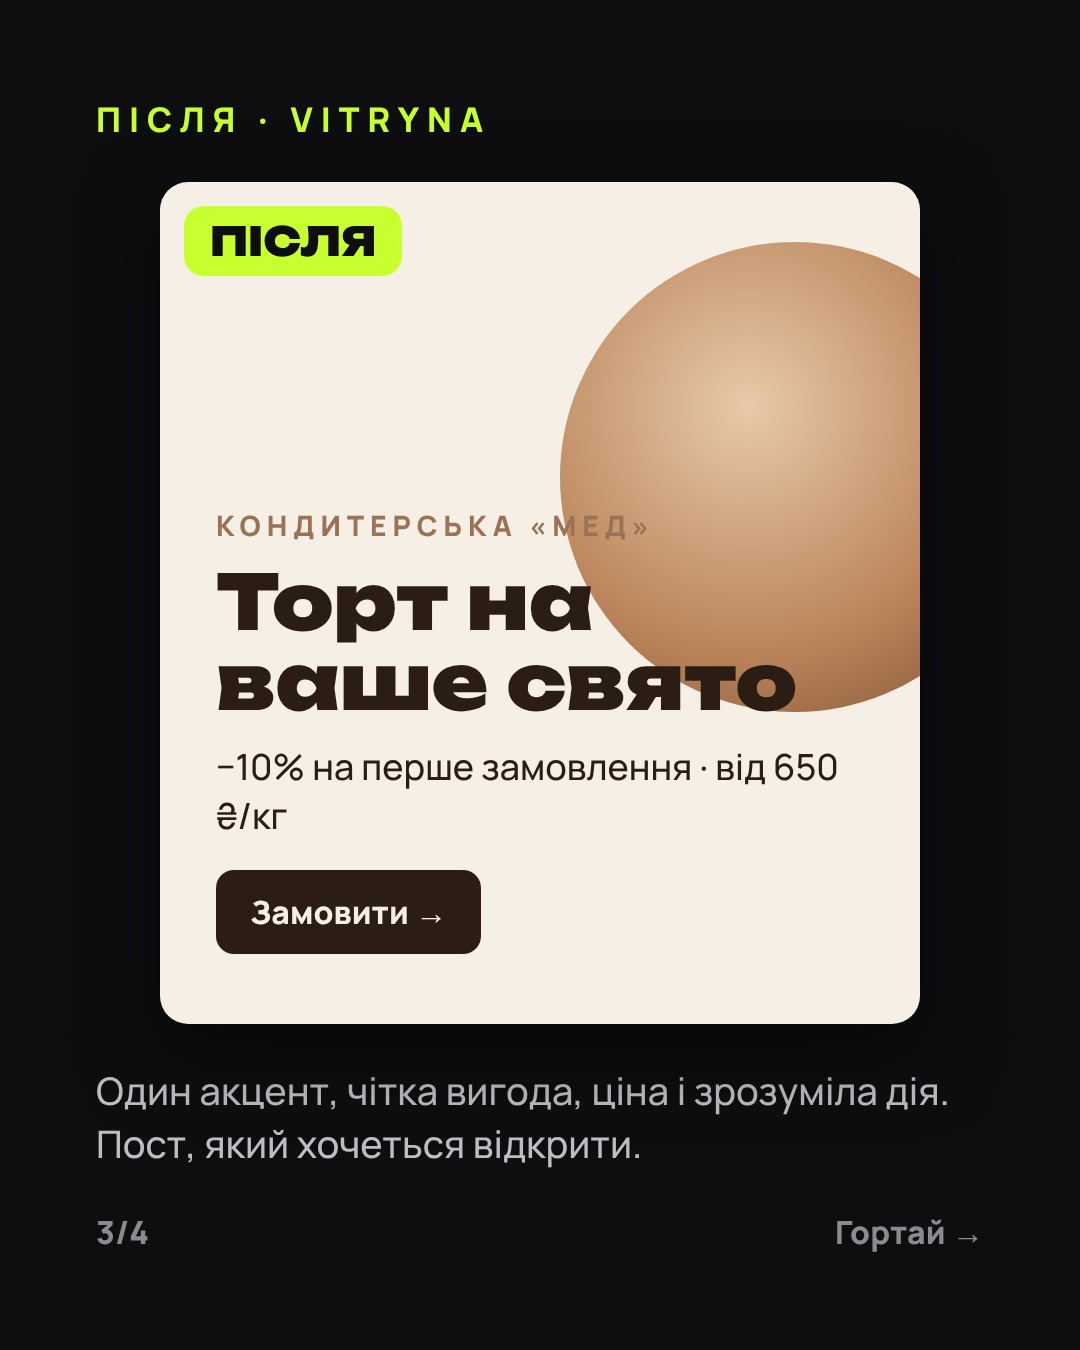 ПІСЛЯ · VITRYNA
ПІСЛЯ
КОНДИТЕРСЬКА «МЕД»
Торт на
ваше свято
−10% на перше замовлення · від 650
₴/кг
Замовити →
Один акцент, чітка вигода, ціна і зрозуміла дія.
Пост, який хочеться відкрити.
3/4
Гортай →